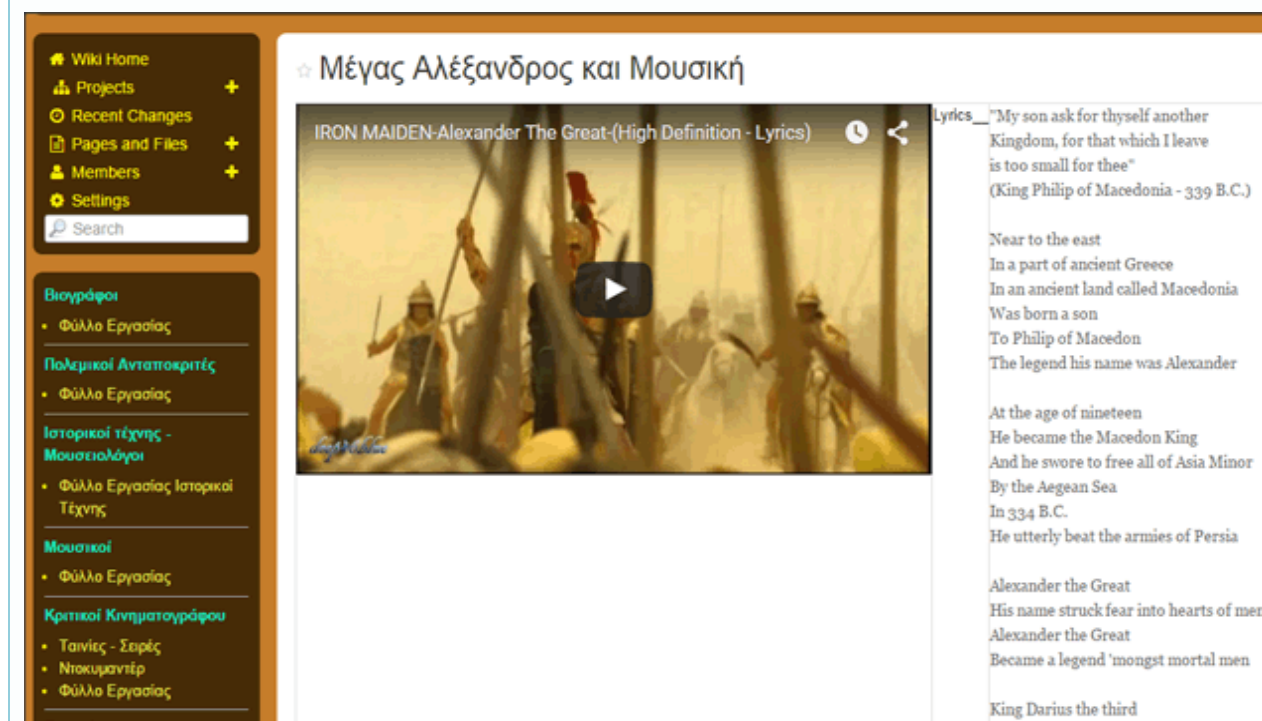 Wiki Home
Projects
Recent Changes
Pages and Files
Members
Settings
Search
Βιογράφοι
Φύλλο Εργασίας
Πολεμικοί Ανταποκριτές
Φύλλο Εργασίας
Ιστορικοί τέχνης -
Μουσειολόγοι
Φύλλο Εργασίας Ιστορικοί
Τέχνης
Μουσικοί
Φύλλο Εργασίας
Κριτικοί Κινηματογράφου
Ταινίες - Σειρές
Ντοκυμαντέρ
Φύλλο Εργασίας
Μέγας Αλέξανδρος και Μουσική
IRON MAIDEN-Alexander The Great-(High Definition - Lyrics)
Lyrics__
"My son ask for thyself another
Kingdom, for that which I leave
is too small for thee"
(King Philip of Macedonia - 339 B.C.)
Near to the east
In a part of ancient Greece
In an ancient land called Macedonia
Was born a son
To Philip of Macedon
The legend his name was Alexander
At the age of nineteen
He became the Macedon King
And he swore to free all of Asia Minor
By the Aegean Sea
In 334 B.C.
He utterly beat the armies of Persia
Alexander the Great
His name struck fear into hearts of men
Alexander the Great
Became a legend 'mongst mortal men
King Darius the third